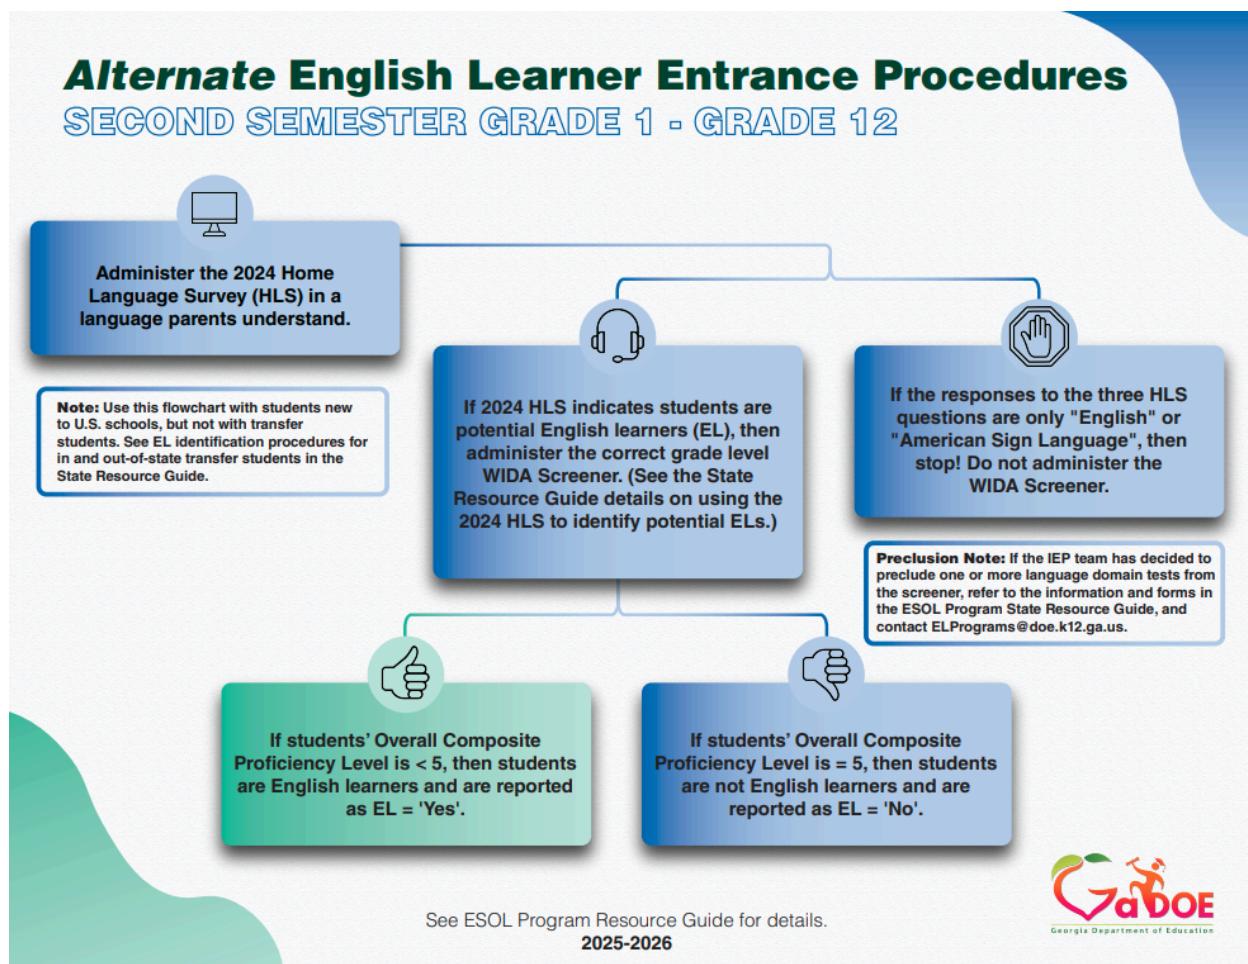 Alternate English Learner Entrance Procedures
SECOND SEMESTER GRADE 1 - GRADE 12
Administer the 2024 Home
Language Survey (HLS) in a
language parents understand.
Note: Use this flowchart with students new
to U.S. schools, but not with transfer
students. See EL identification procedures for
in and out-of-state transfer students in the
State Resource Guide.
If 2024 HLS indicates students are
potential English learners (EL), then
administer the correct grade level
WIDA Screener. (See the State
Resource Guide details on using the
2024 HLS to identify potential ELs.)
If the responses to the three HLS
questions are only "English" or
"American Sign Language", then
stop! Do not administer the
WIDA Screener.
Preclusion Note: If the IEP team has decided to
preclude one or more language domain tests from
the screener, refer to the information and forms in
the ESOL Program State Resource Guide, and
contact ELPrograms@doe.k12.ga.us.
If students' Overall Composite
Proficiency Level is < 5, then students
are English learners and are reported
as EL = 'Yes'.
If students' Overall Composite
Proficiency Level is = 5, then students
are not English learners and are
reported as EL = 'No'.
See ESOL Program Resource Guide for details.
2025-2026
GaDOE
Georgia Department of Education